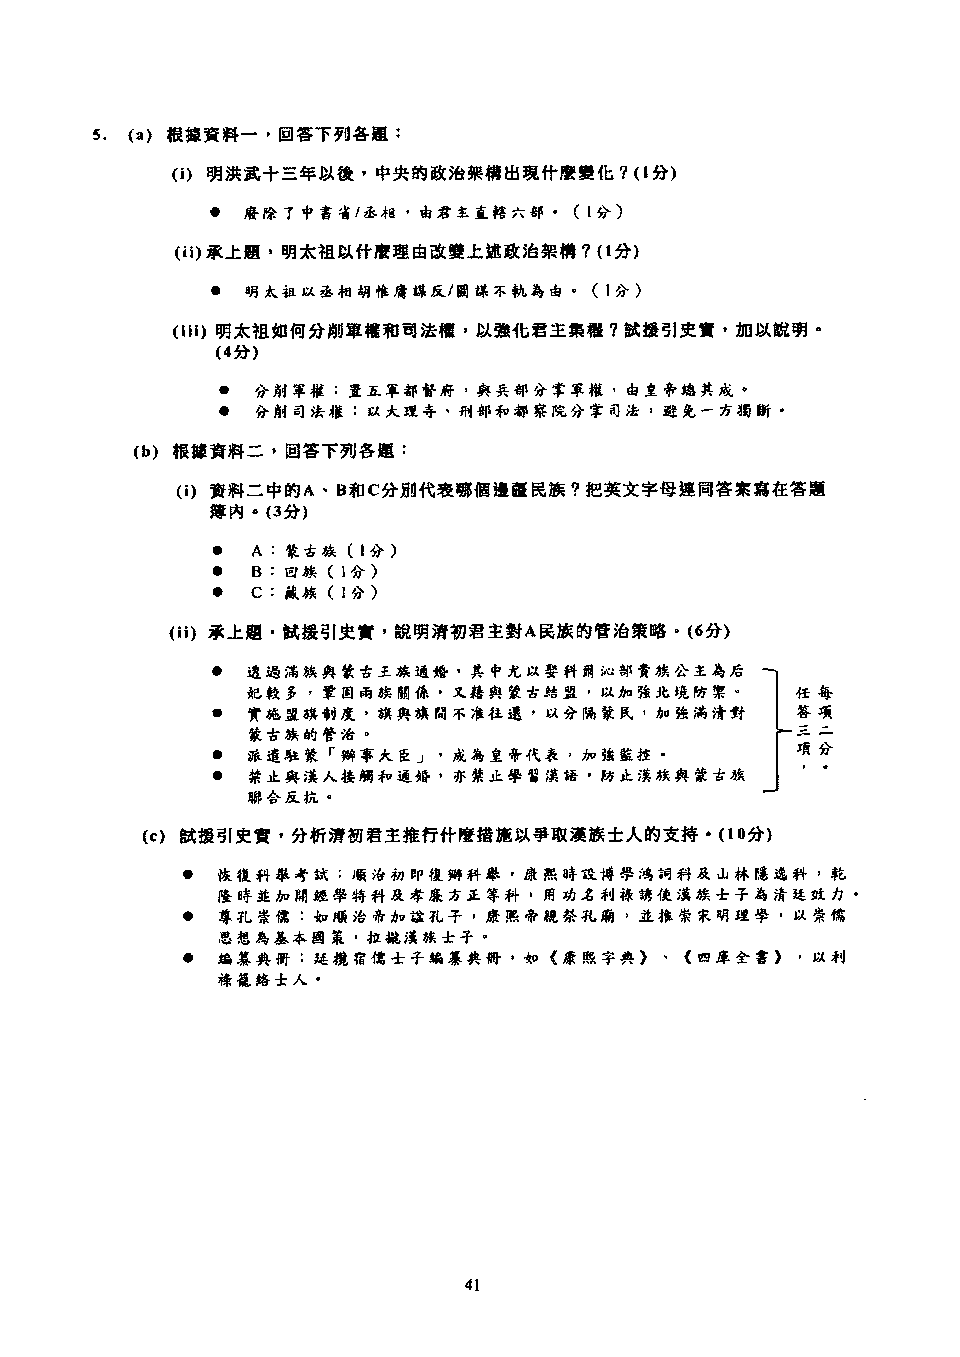 5. (a) 根據資料一，回答下列各題：
(i) 明洪武十三年以後，中央的政治架構出現什麼變化？(1分)
● 廢除了中書省/丞相，由君主直轄六部。（1分）
(ii) 承上題，明太祖以什麼理由改變上述政治架構？(1分)
● 明太祖以丞相胡惟庸謀反/圖謀不軌為由。（1分）
(iii) 明太祖如何分削軍權和司法權，以強化君主集權？試援引史實，加以說明。
(4分)
● 分削軍權：置五軍都督府，與兵部分掌軍權，由皇帝總其成。
● 分削司法權：以大理寺、刑部和都察院分掌司法，避免一方獨斷。
(b) 根據資料二，回答下列各題：
(i) 資料二中的A、B和C分別代表哪個邊疆民族？把英文字母連同答案寫在答題
簿內。(3分)
● A：蒙古族（1分）
● B：回族（1分）
● C：藏族（1分）
(ii) 承上題，試援引史實，說明清初君主對A民族的管治策略。(6分)
● 透過滿族與蒙古王族通婚，其中尤以娶科爾沁部貴族公主為后
妃較多，鞏固兩族關係，又藉與蒙古結盟，以加強北境防禦。
● 實施盟旗制度，旗與旗間不准往還，以分隔蒙民，加強滿清對
蒙古族的管治。
● 派遣駐蒙「辦事大臣」，成為皇帝代表，加強監控。
● 禁止與漢人接觸和通婚，亦禁止學習漢語，防止漢族與蒙古族
聯合反抗。
任答三項，
每項二分。
(c) 試援引史實，分析清初君主推行什麼措施以爭取漢族士人的支持。(10分)
● 恢復科舉考試：順治初即復辦科舉，康熙時設博學鴻詞科及山林隱逸科，乾
隆時並加開經學特科及孝廉方正等科，用功名利祿誘使漢族士子為清廷效力。
● 尊孔崇儒：如順治帝加諡孔子，康熙帝親祭孔廟，並推崇宋明理學，以崇儒
思想為基本國策，拉攏漢族士子。
● 編纂典冊：廷攬宿儒士子編纂典冊，如《康熙字典》、《四庫全書》，以利
祿籠絡士人。
41